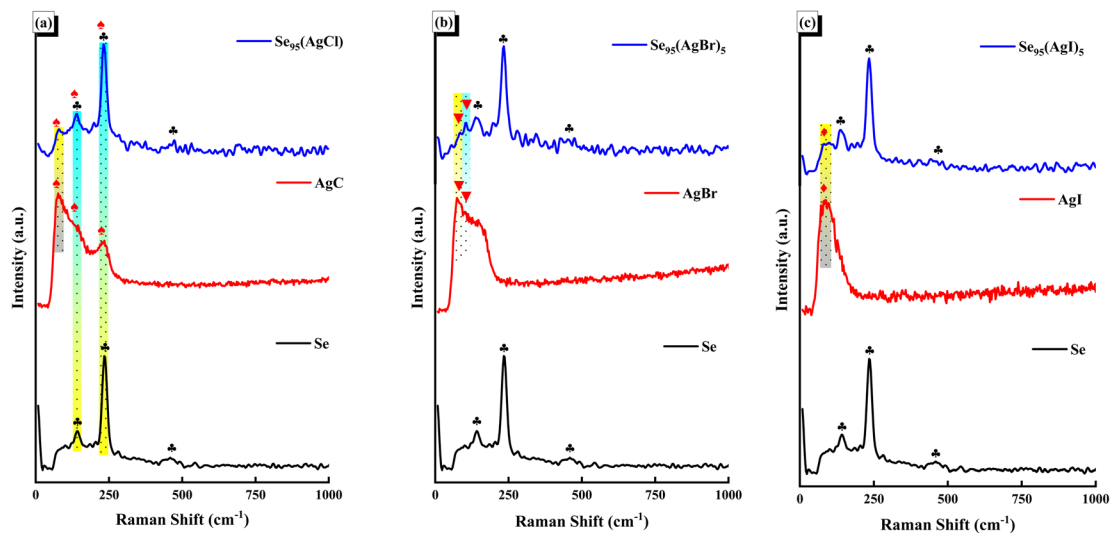 (a)
Se₉₅(AgCl)
AgC
Se
Intensity (a.u.)
0 250 500 750 1000
Raman Shift (cm⁻¹)
(b)
Se₉₅(AgBr)₅
AgBr
Se
Intensity (a.u.)
0 250 500 750 1000
Raman Shift (cm⁻¹)
(c)
Se₉₅(AgI)₅
AgI
Se
Intensity (a.u.)
0 250 500 750 1000
Raman Shift (cm⁻¹)